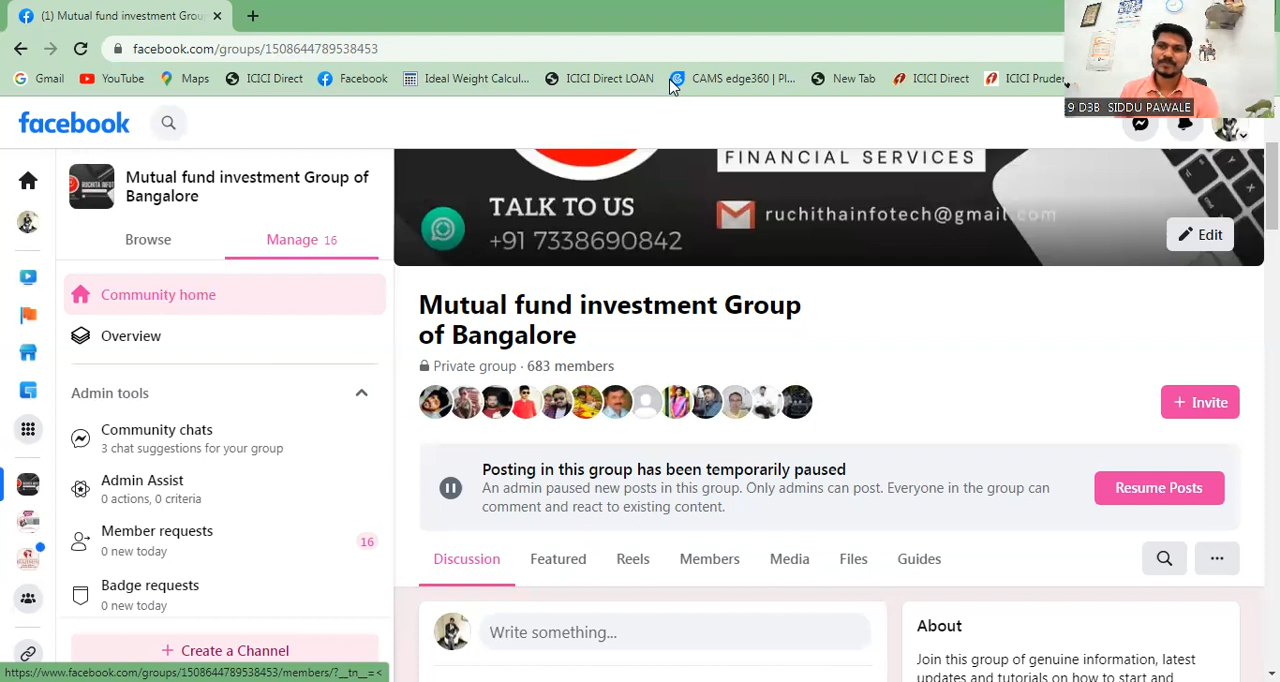 (1) Mutual fund investment Grou
facebook.com/groups/1508644789538453
Gmail
YouTube
Maps
ICICI Direct
Facebook
Ideal Weight Calcul...
ICICI Direct LOAN
CAMS edge360 | Pl...
New Tab
ICICI Direct
ICICI Pruden
9 D3B SIDDU PAWALE
facebook
Mutual fund investment Group of
Bangalore
Browse
Manage 16
Community home
Overview
Admin tools
Community chats
3 chat suggestions for your group
Admin Assist
0 actions, 0 criteria
Member requests
0 new today
16
Badge requests
0 new today
+ Create a Channel
https://www.facebook.com/groups/1508644789538453/members/?__tn__=<
FINANCIAL SERVICES
TALK TO US
+91 7338690842
ruchithainfotech@gmail.com
Edit
Mutual fund investment Group
of Bangalore
Private group · 683 members
+ Invite
Posting in this group has been temporarily paused
An admin paused new posts in this group. Only admins can post. Everyone in the group can
comment and react to existing content.
Resume Posts
Discussion
Featured
Reels
Members
Media
Files
Guides
Write something...
About
Join this group of genuine information, latest
updates and tutorials on how to start and